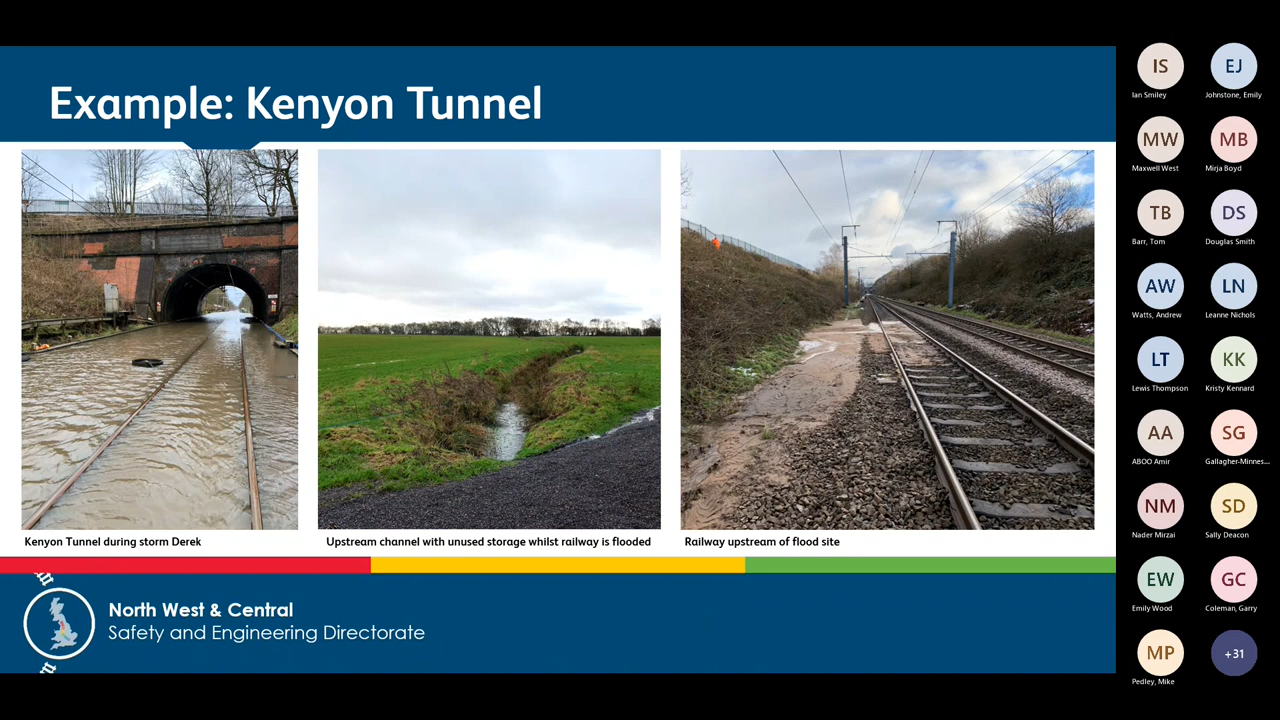 Example: Kenyon Tunnel
Kenyon Tunnel during storm Derek
Upstream channel with unused storage whilst railway is flooded
Railway upstream of flood site
North West & Central
Safety and Engineering Directorate
IS
Ian Smiley
EJ
Johnstone, Emily
MW
Maxwell West
MB
Mirja Boyd
TB
Barr, Tom
DS
Douglas Smith
AW
Watts, Andrew
LN
Leanne Nichols
LT
Lewis Thompson
KK
Kristy Kennard
AA
ABOO Amir
SG
Gallagher-Minnes...
NM
Nader Mirzai
SD
Sally Deacon
EW
Emily Wood
GC
Coleman, Garry
MP
Pedley, Mike
+31